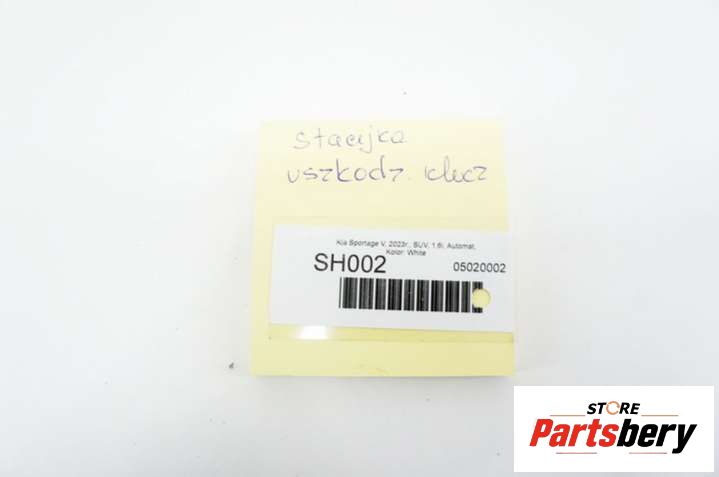 stacyjka
uszkodz. klucz
Kia Sportage V, 2023r., SUV, 1.6i, Automat,
Kolor: White
SH002
05020002
STORE
Partsbery